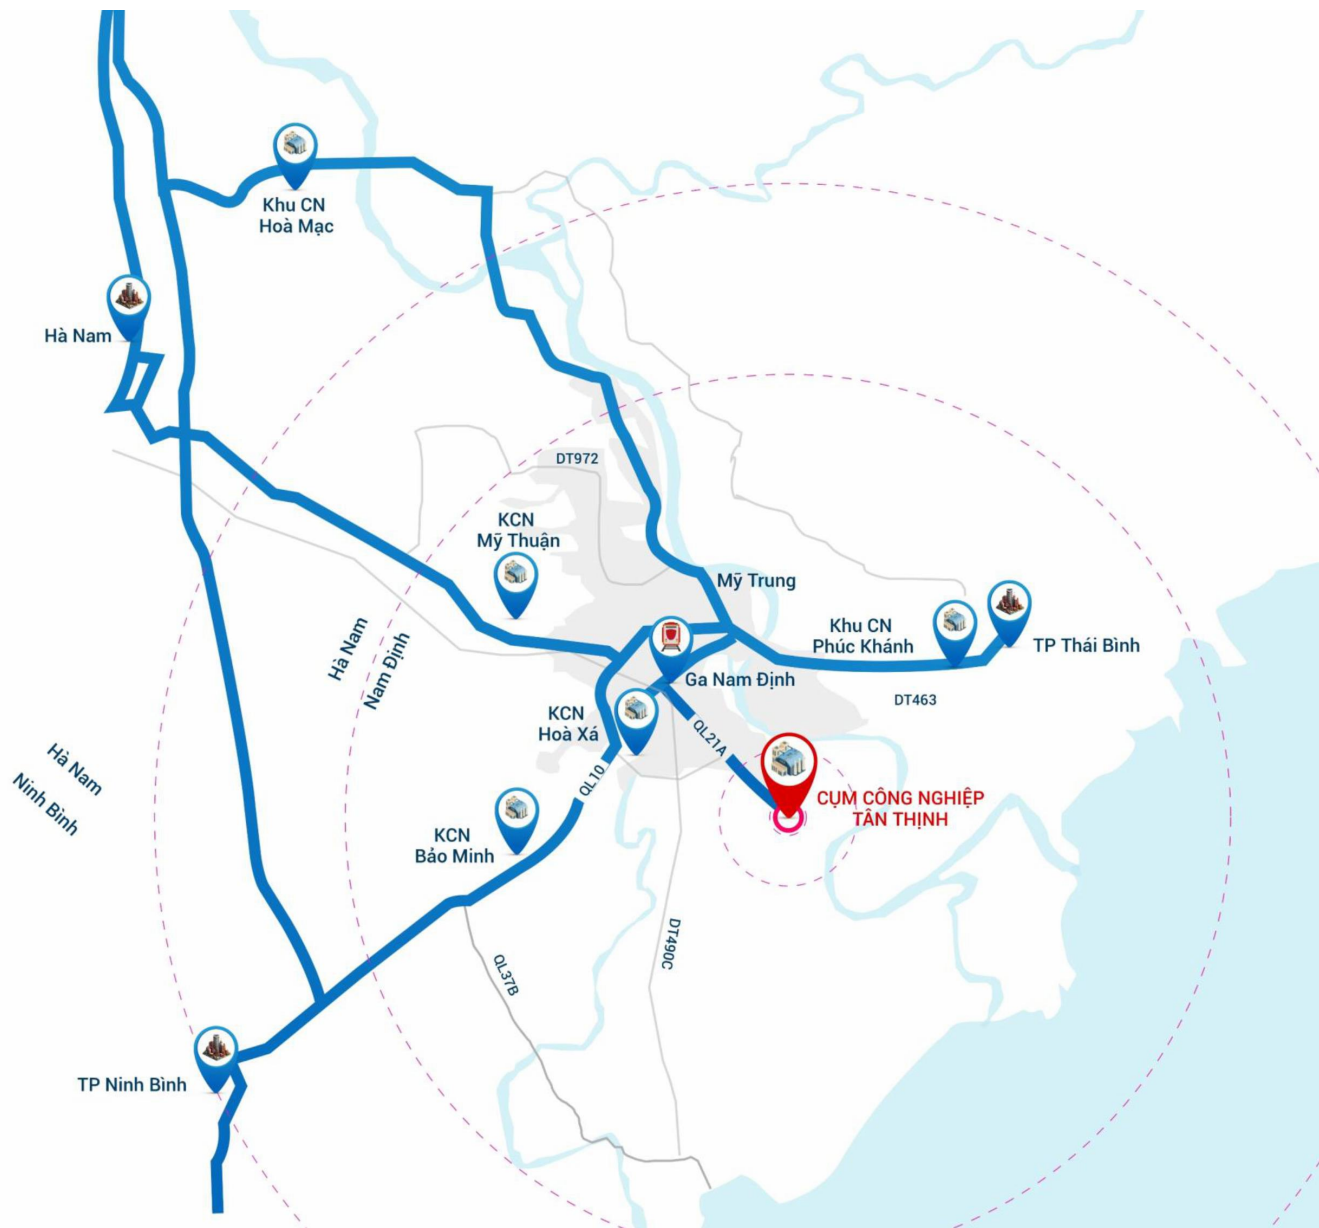 Khu CN
Hoà Mạc
Hà Nam
DT972
KCN
Mỹ Thuận
Mỹ Trung
Khu CN
Phúc Khánh
TP Thái Bình
Hà Nam
Nam Định
Ga Nam Định
DT463
KCN
Hoà Xá
QL21A
Hà Nam
Ninh Bình
QL10
CỤM CÔNG NGHIỆP
TÂN THỊNH
KCN
Bảo Minh
DT490C
QL37B
TP Ninh Bình